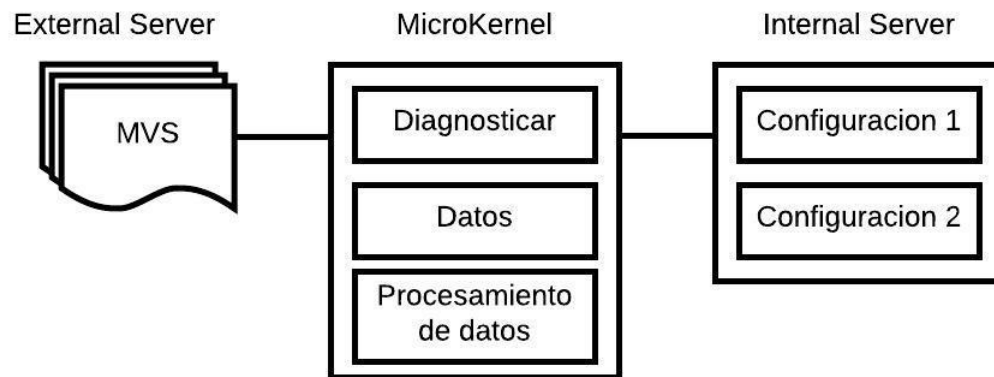 External Server
MicroKernel
Internal Server
MVS
Diagnosticar
Datos
Procesamiento
de datos
Configuracion 1
Configuracion 2